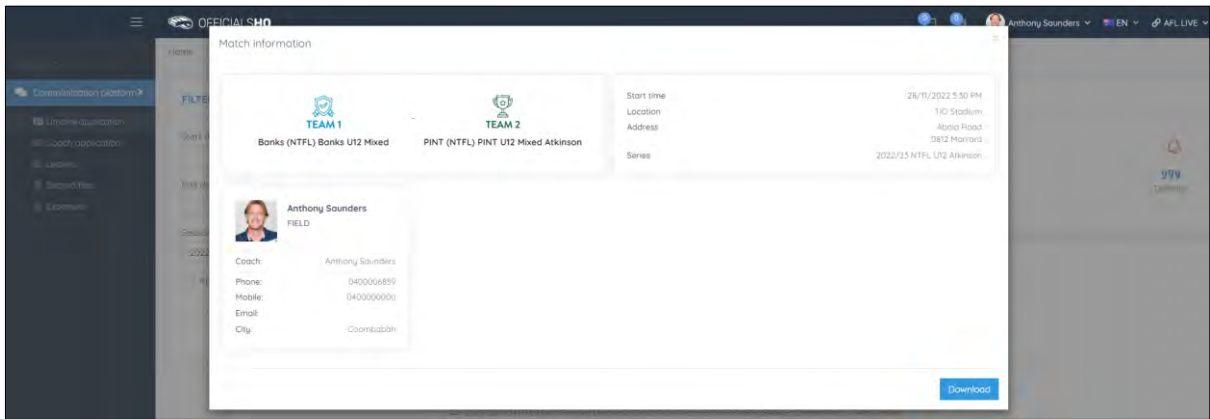 OFFICIALSHQ
Anthony Saunders
EN
AFL LIVE
Home
Match information
Communication platform
FILTE
Umpire application
Coach application
TEAM 1
-
TEAM 2
Banks (NTFL) Banks U12 Mixed
PINT (NTFL) PINT U12 Mixed Atkinson
Start time
26/11/2022 5:30 PM
Location
TIO Stadium
Address
Abala Road
0812 Marrara
Series
2022/23 NTFL U12 Atkinson
999
Expenses
Anthony Saunders
FIELD
Coach:
Anthony Saunders
Phone:
0400006859
Mobile:
0400000000
Email:
City:
Coombabah
Download